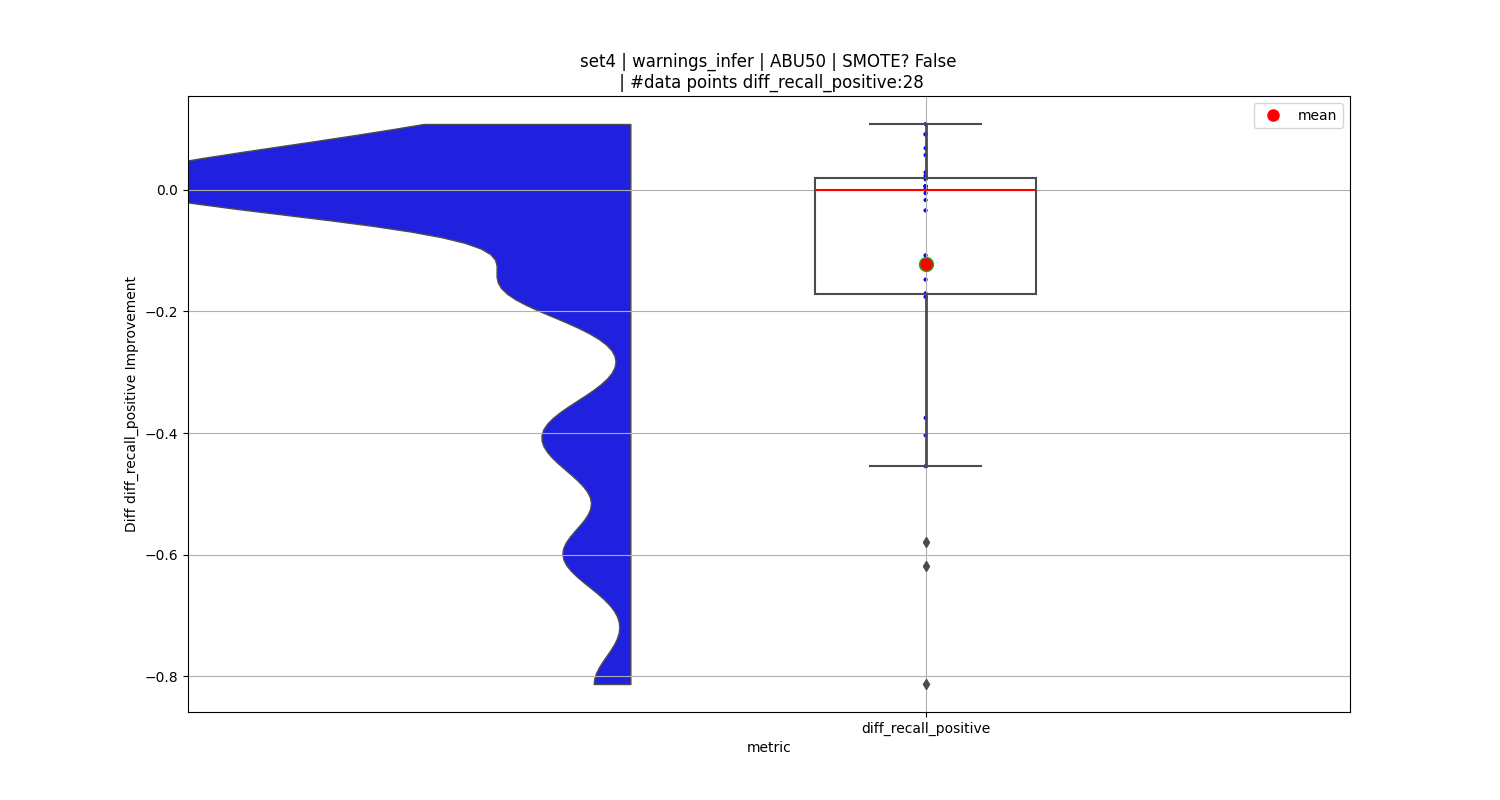 set4 | warnings_infer | ABU50 | SMOTE? False
| #data points diff_recall_positive:28
mean
0.0
−0.2
−0.4
−0.6
−0.8
Diff diff_recall_positive Improvement
diff_recall_positive
metric